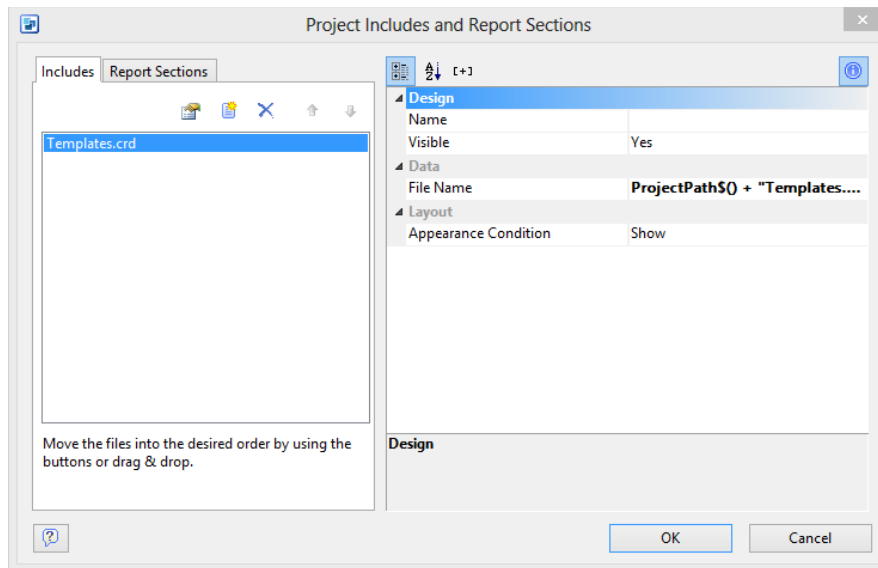 Project Includes and Report Sections
Includes
Report Sections
Templates.crd
Move the files into the desired order by using the
buttons or drag & drop.
[+]
Design
Name
Visible Yes
Data
File Name ProjectPath$() + "Templates....
Layout
Appearance Condition Show
Design
OK
Cancel